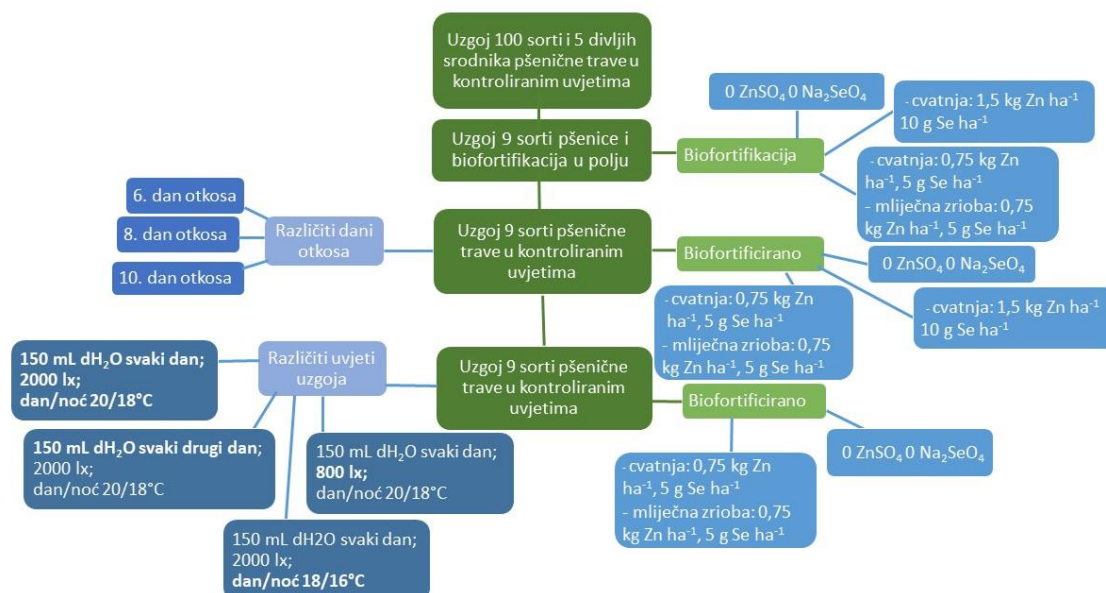 Uzgoj 100 sorti i 5 divljih
srodnika pšenične trave u
kontroliranim uvjetima
0 ZnSO₄ 0 Na₂SeO₄
- cvatnja: 1,5 kg Zn ha⁻¹
10 g Se ha⁻¹
Uzgoj 9 sorti pšenice i
biofortifikacija u polju
Biofortifikacija
- cvatnja: 0,75 kg Zn
ha⁻¹, 5 g Se ha⁻¹
- mliječna zrioba: 0,75
kg Zn ha⁻¹, 5 g Se ha⁻¹
6. dan otkosa
8. dan otkosa
10. dan otkosa
Različiti dani
otkosa
Uzgoj 9 sorti pšenične
trave u kontroliranim
uvjetima
Biofortificirano
0 ZnSO₄ 0 Na₂SeO₄
- cvatnja: 1,5 kg Zn ha⁻¹
10 g Se ha⁻¹
-cvatnja: 0,75 kg Zn
ha⁻¹, 5 g Se ha⁻¹
- mliječna zrioba: 0,75
kg Zn ha⁻¹, 5 g Se ha⁻¹
150 mL dH₂O svaki dan;
2000 lx;
dan/noć 20/18°C
Različiti uvjeti
uzgoja
Uzgoj 9 sorti pšenične
trave u kontroliranim
uvjetima
Biofortificirano
150 mL dH₂O svaki drugi dan;
2000 lx;
dan/noć 20/18°C
150 mL dH₂O svaki dan;
800 lx;
dan/noć 20/18°C
150 mL dH2O svaki dan;
2000 lx;
dan/noć 18/16°C
- cvatnja: 0,75 kg Zn
ha⁻¹, 5 g Se ha⁻¹
- mliječna zrioba: 0,75
kg Zn ha⁻¹, 5 g Se ha⁻¹
0 ZnSO₄ 0 Na₂SeO₄